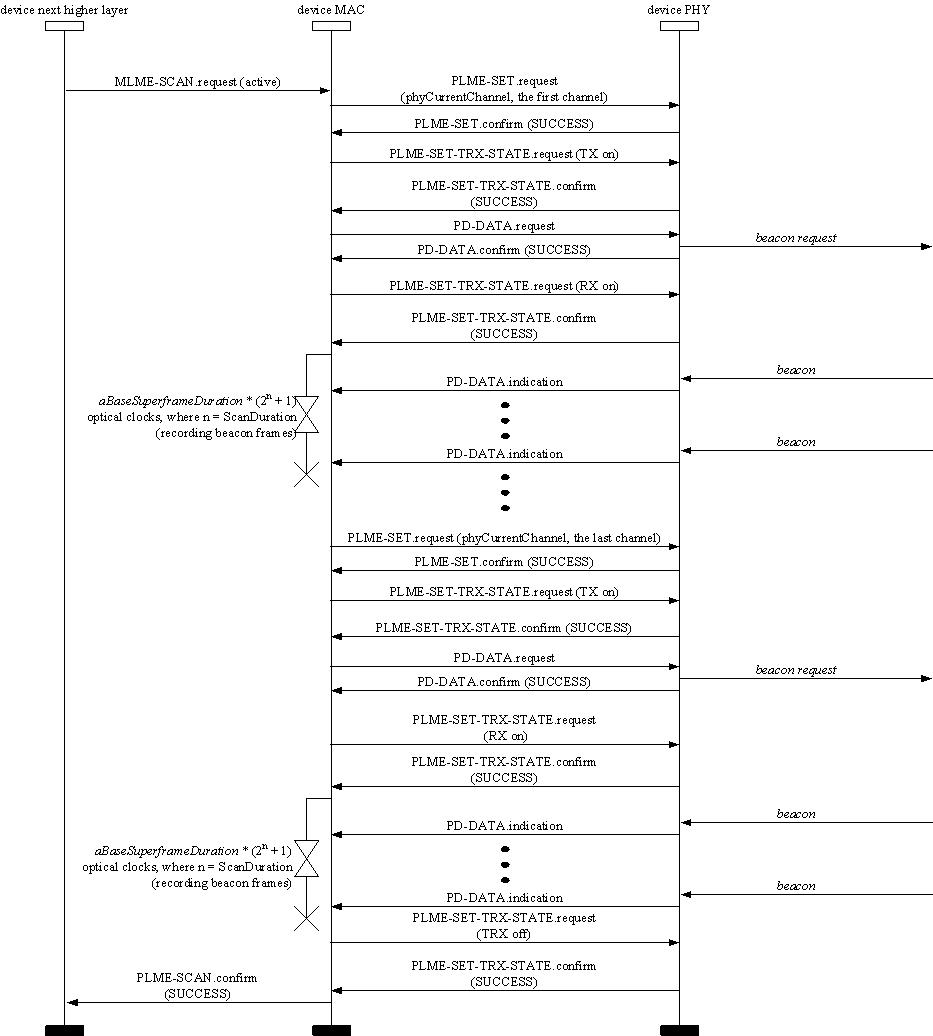 device next higher layer
device MAC
device PHY
MLME-SCAN.request (active)
PLME-SET.request
(phyCurrentChannel, the first channel)
PLME-SET.confirm (SUCCESS)
PLME-SET-TRX-STATE.request (TX on)
PLME-SET-TRX-STATE.confirm
(SUCCESS)
PD-DATA.request
beacon request
PD-DATA.confirm (SUCCESS)
PLME-SET-TRX-STATE.request (RX on)
PLME-SET-TRX-STATE.confirm
(SUCCESS)
beacon
PD-DATA.indication
aBaseSuperframeDuration * (2^n + 1)
optical clocks, where n = ScanDuration
(recording beacon frames)
beacon
PD-DATA.indication
PLME-SET.request (phyCurrentChannel, the last channel)
PLME-SET.confirm (SUCCESS)
PLME-SET-TRX-STATE.request (TX on)
PLME-SET-TRX-STATE.confirm (SUCCESS)
PD-DATA.request
beacon request
PD-DATA.confirm (SUCCESS)
PLME-SET-TRX-STATE.request
(RX on)
PLME-SET-TRX-STATE.confirm
(SUCCESS)
beacon
PD-DATA.indication
aBaseSuperframeDuration * (2^n + 1)
optical clocks, where n = ScanDuration
(recording beacon frames)
beacon
PD-DATA.indication
PLME-SET-TRX-STATE.request
(TRX off)
PLME-SET-TRX-STATE.confirm
(SUCCESS)
PLME-SCAN.confirm
(SUCCESS)